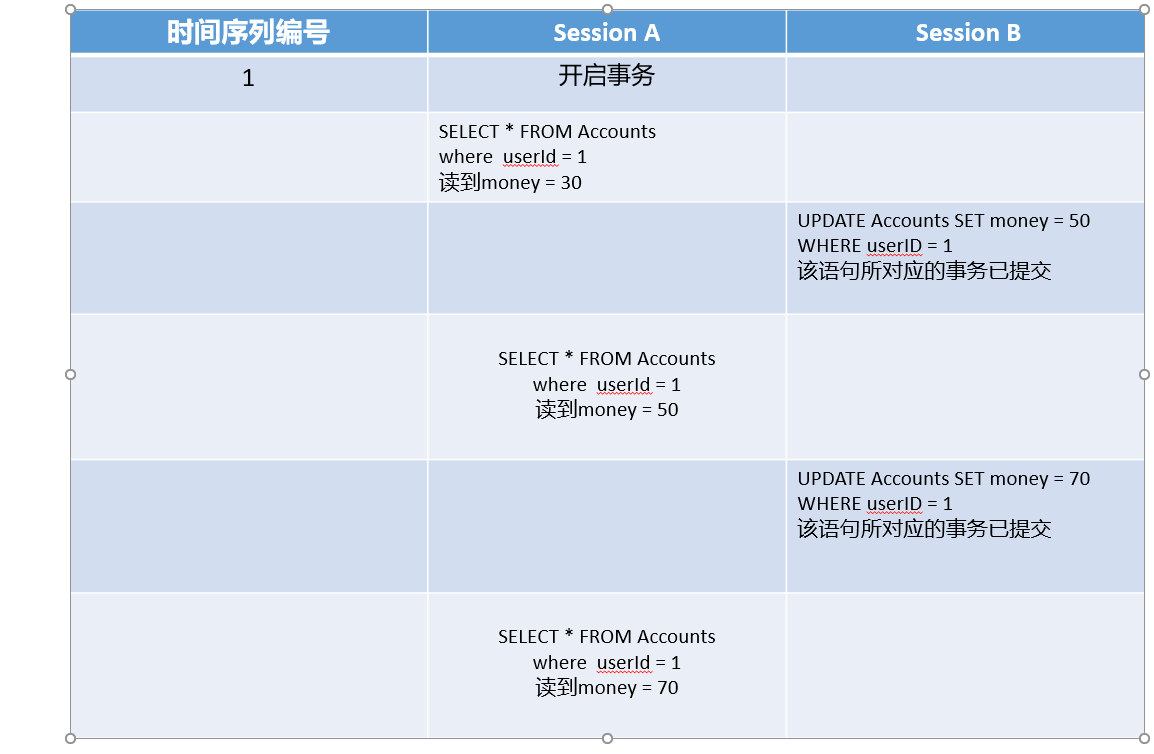 时间序列编号
Session A
Session B
1
开启事务
SELECT * FROM Accounts
where userId = 1
读到money = 30
UPDATE Accounts SET money = 50
WHERE userID = 1
该语句所对应的事务已提交
SELECT * FROM Accounts
where userId = 1
读到money = 50
UPDATE Accounts SET money = 70
WHERE userID = 1
该语句所对应的事务已提交
SELECT * FROM Accounts
where userId = 1
读到money = 70